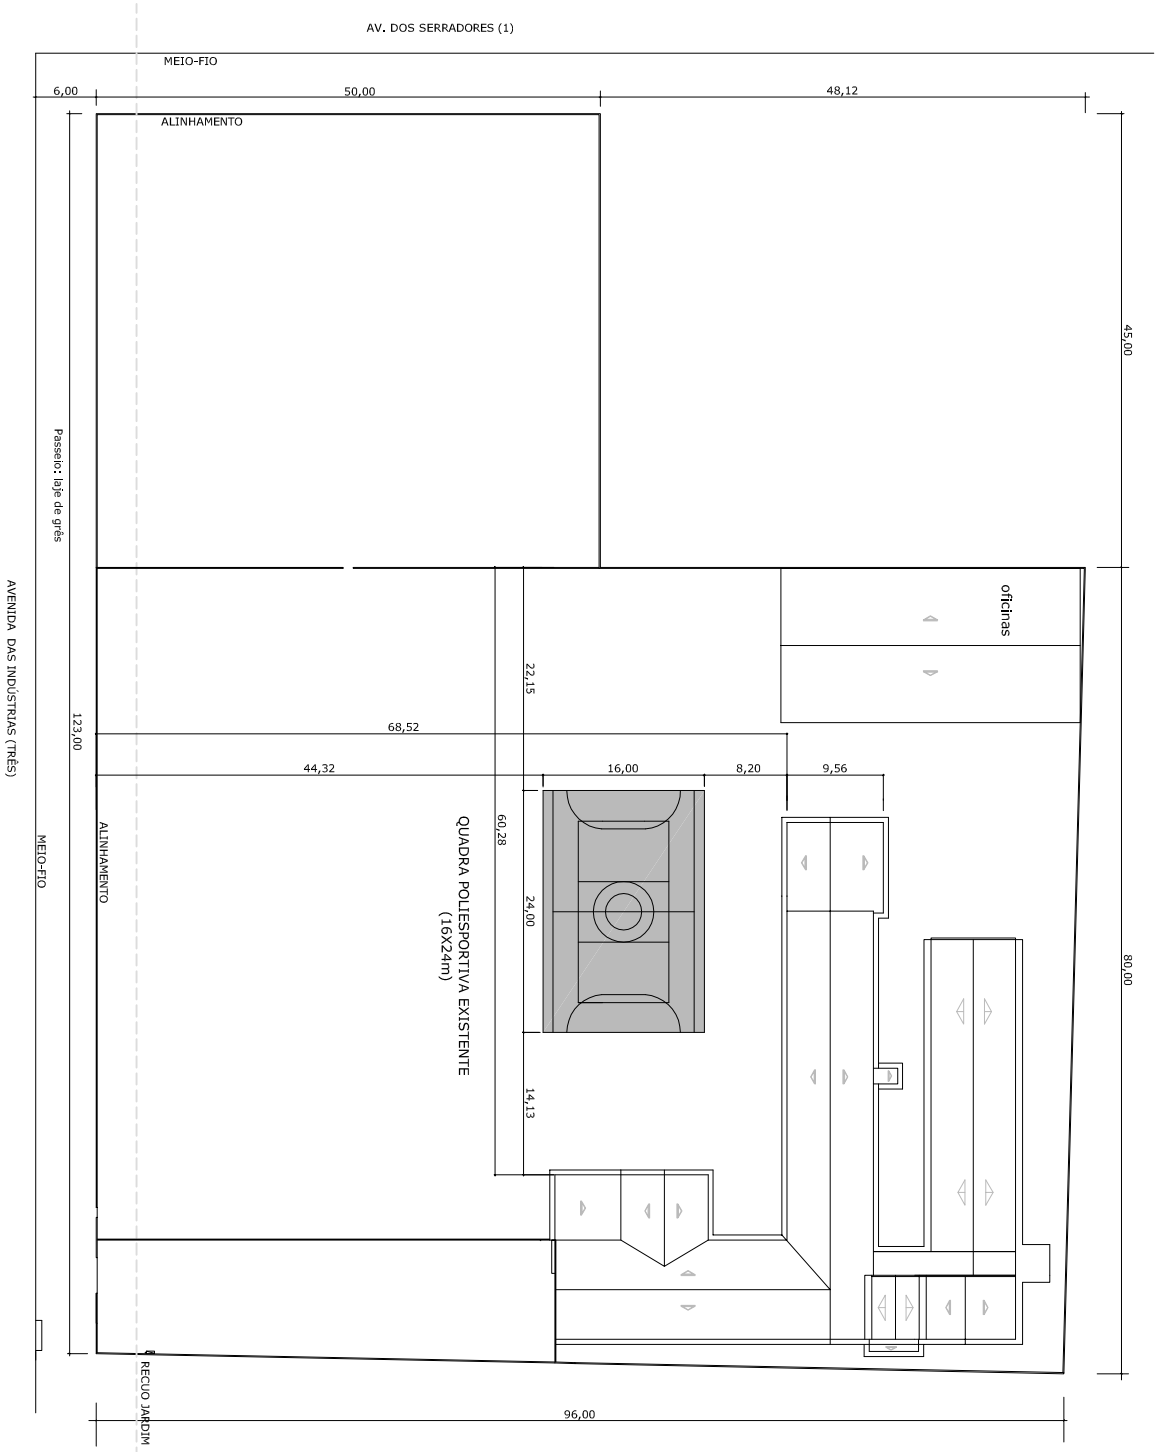 AV. DOS SERRADORES (1)
MEIO-FIO
6,00
50,00
48,12
ALINHAMENTO
45,00
Passeio: laje de grês
AVENIDA DAS INDÚSTRIAS (TRÊS)
oficinas
22,15
123,00
68,52
44,32
16,00
8,20
9,56
60,28
QUADRA POLIESPORTIVA EXISTENTE
(16X24m)
24,00
MEIO-FIO
ALINHAMENTO
80,00
14,13
RECUO JARDIM
96,00